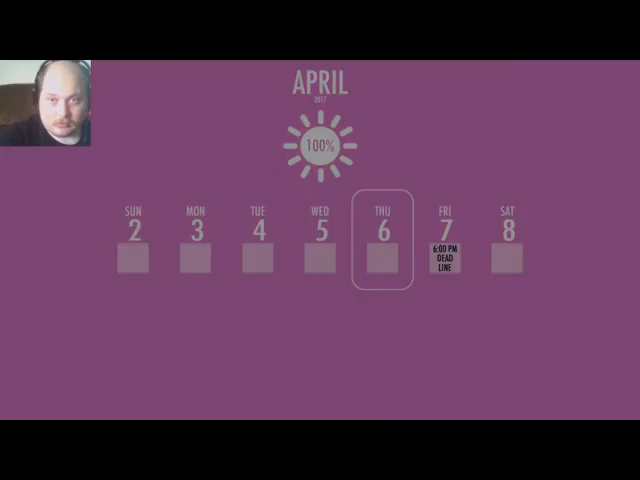 APRIL
2017
100%
SUN MON TUE WED THU FRI SAT
2 3 4 5 6 7 8
6:00 PM
DEAD
LINE